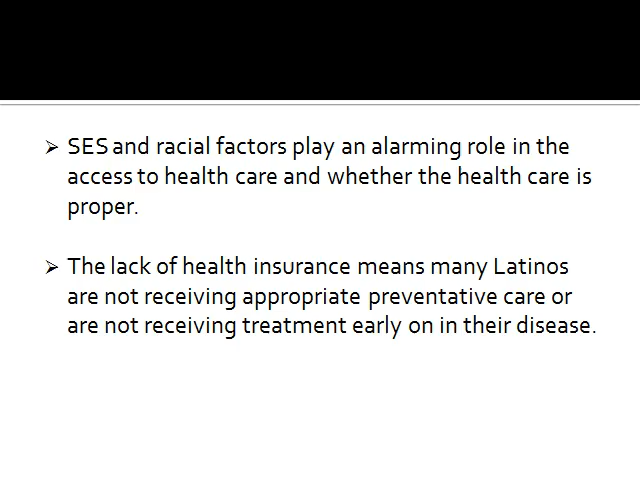 ➢ SES and racial factors play an alarming role in the
access to health care and whether the health care is
proper.
➢ The lack of health insurance means many Latinos
are not receiving appropriate preventative care or
are not receiving treatment early on in their disease.